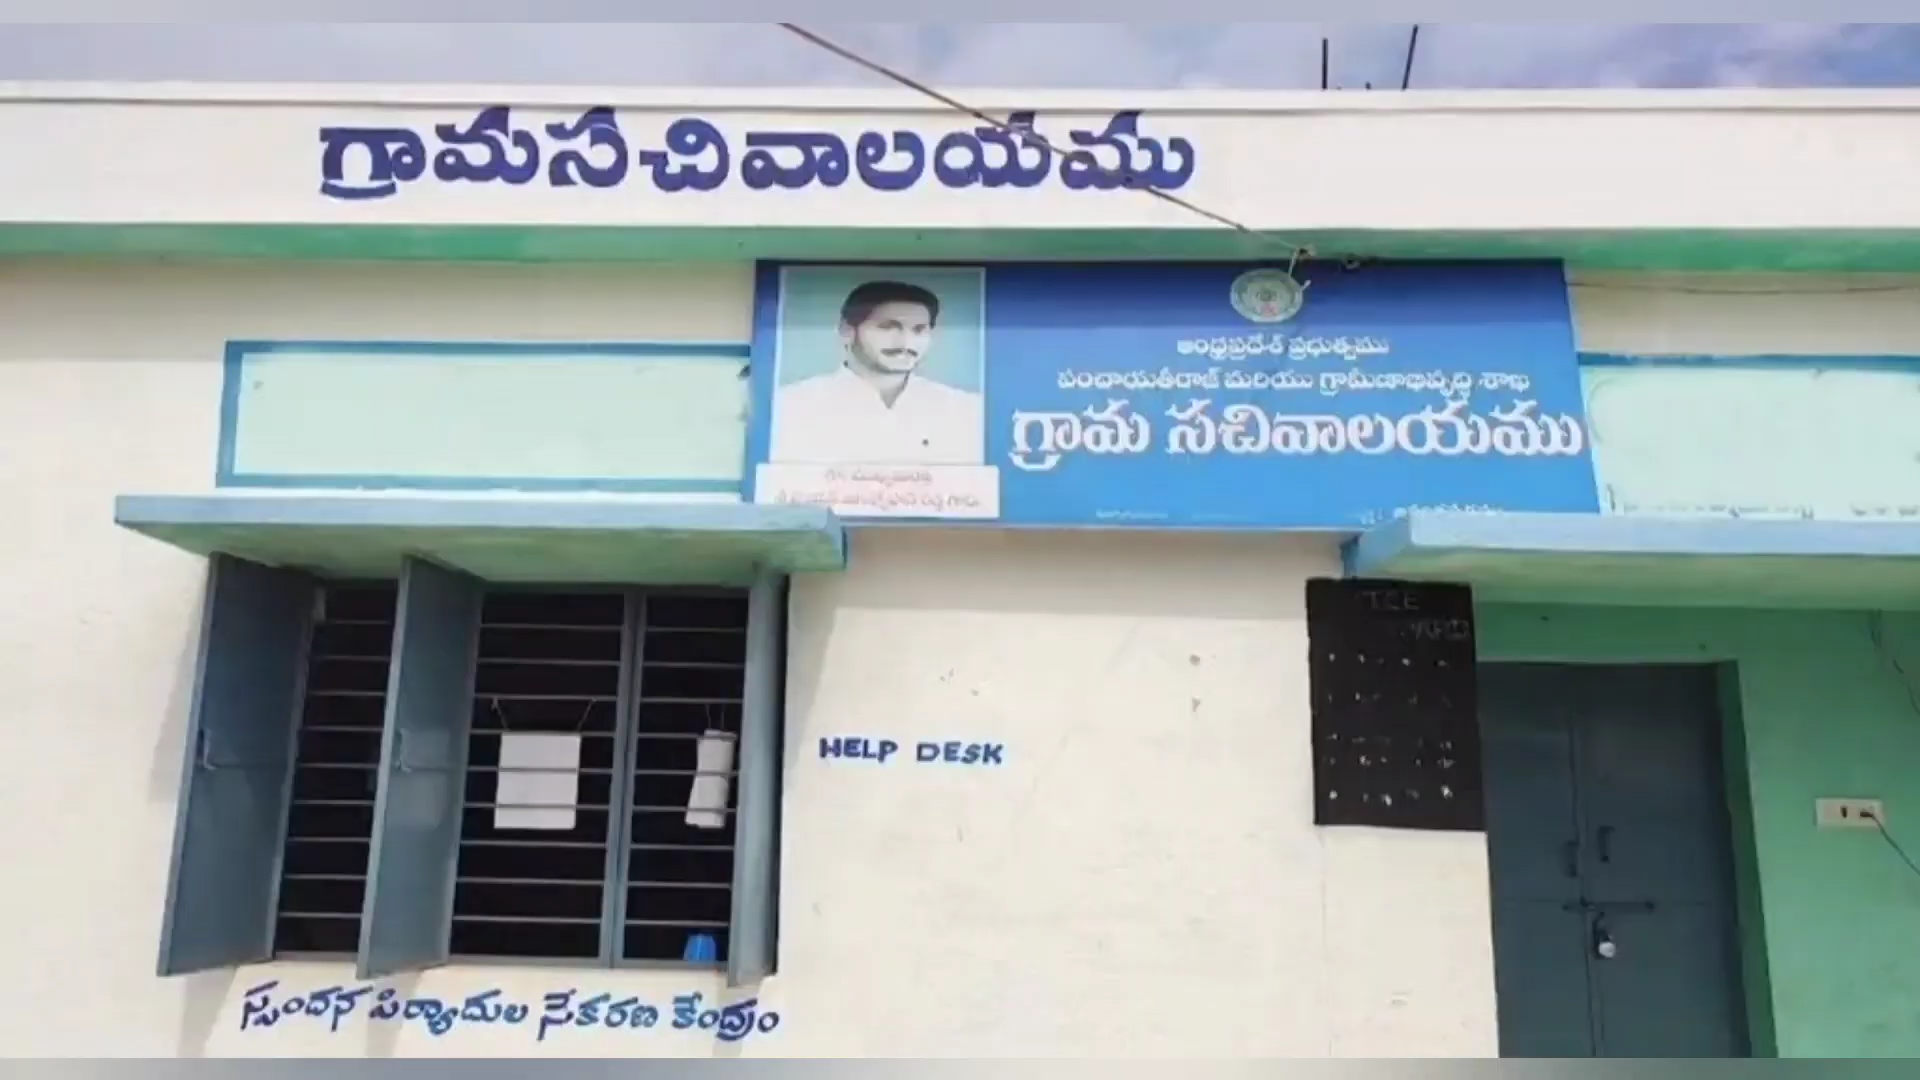 గ్రామసచివాలయము
ఆంధ్రప్రదేశ్ ప్రభుత్వము
పంచాయతీరాజ్ మరియు గ్రామీణాభివృద్ధి శాఖ
గ్రామ సచివాలయము
HELP DESK
స్పందన పిర్యాదుల సేకరణ కేంద్రం